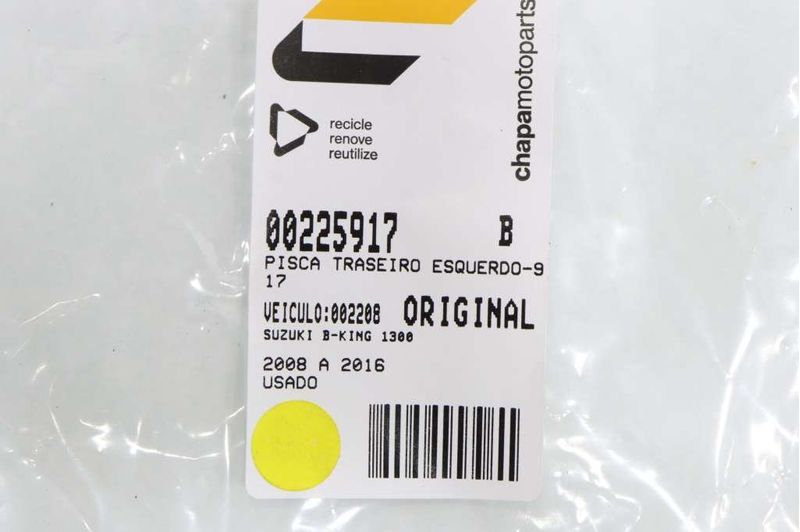 chapamotoparts
recicle
renove
reutilize
00225917 B
PISCA TRASEIRO ESQUERDO-9
17
VEICULO:002208 ORIGINAL
SUZUKI B-KING 1300
2008 A 2016
USADO